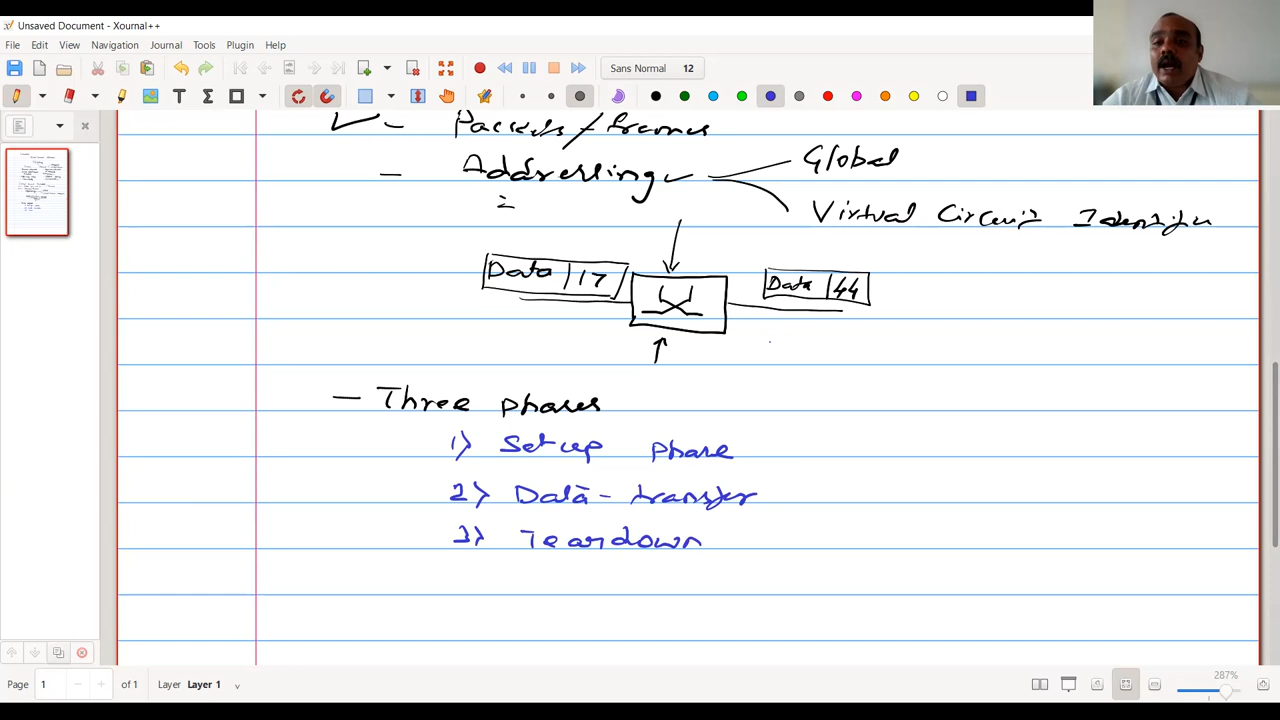 Unsaved Document - Xournal++
File Edit View Navigation Journal Tools Plugin Help
Sans Normal 12
- Packets/frames
- Addressing
Global
Virtual Circuit Identifier
Data 17
Data 44
- Three phases
1) Setup phase
2) Data-transfer
3) Teardown
Page 1 of 1 Layer Layer 1
287%